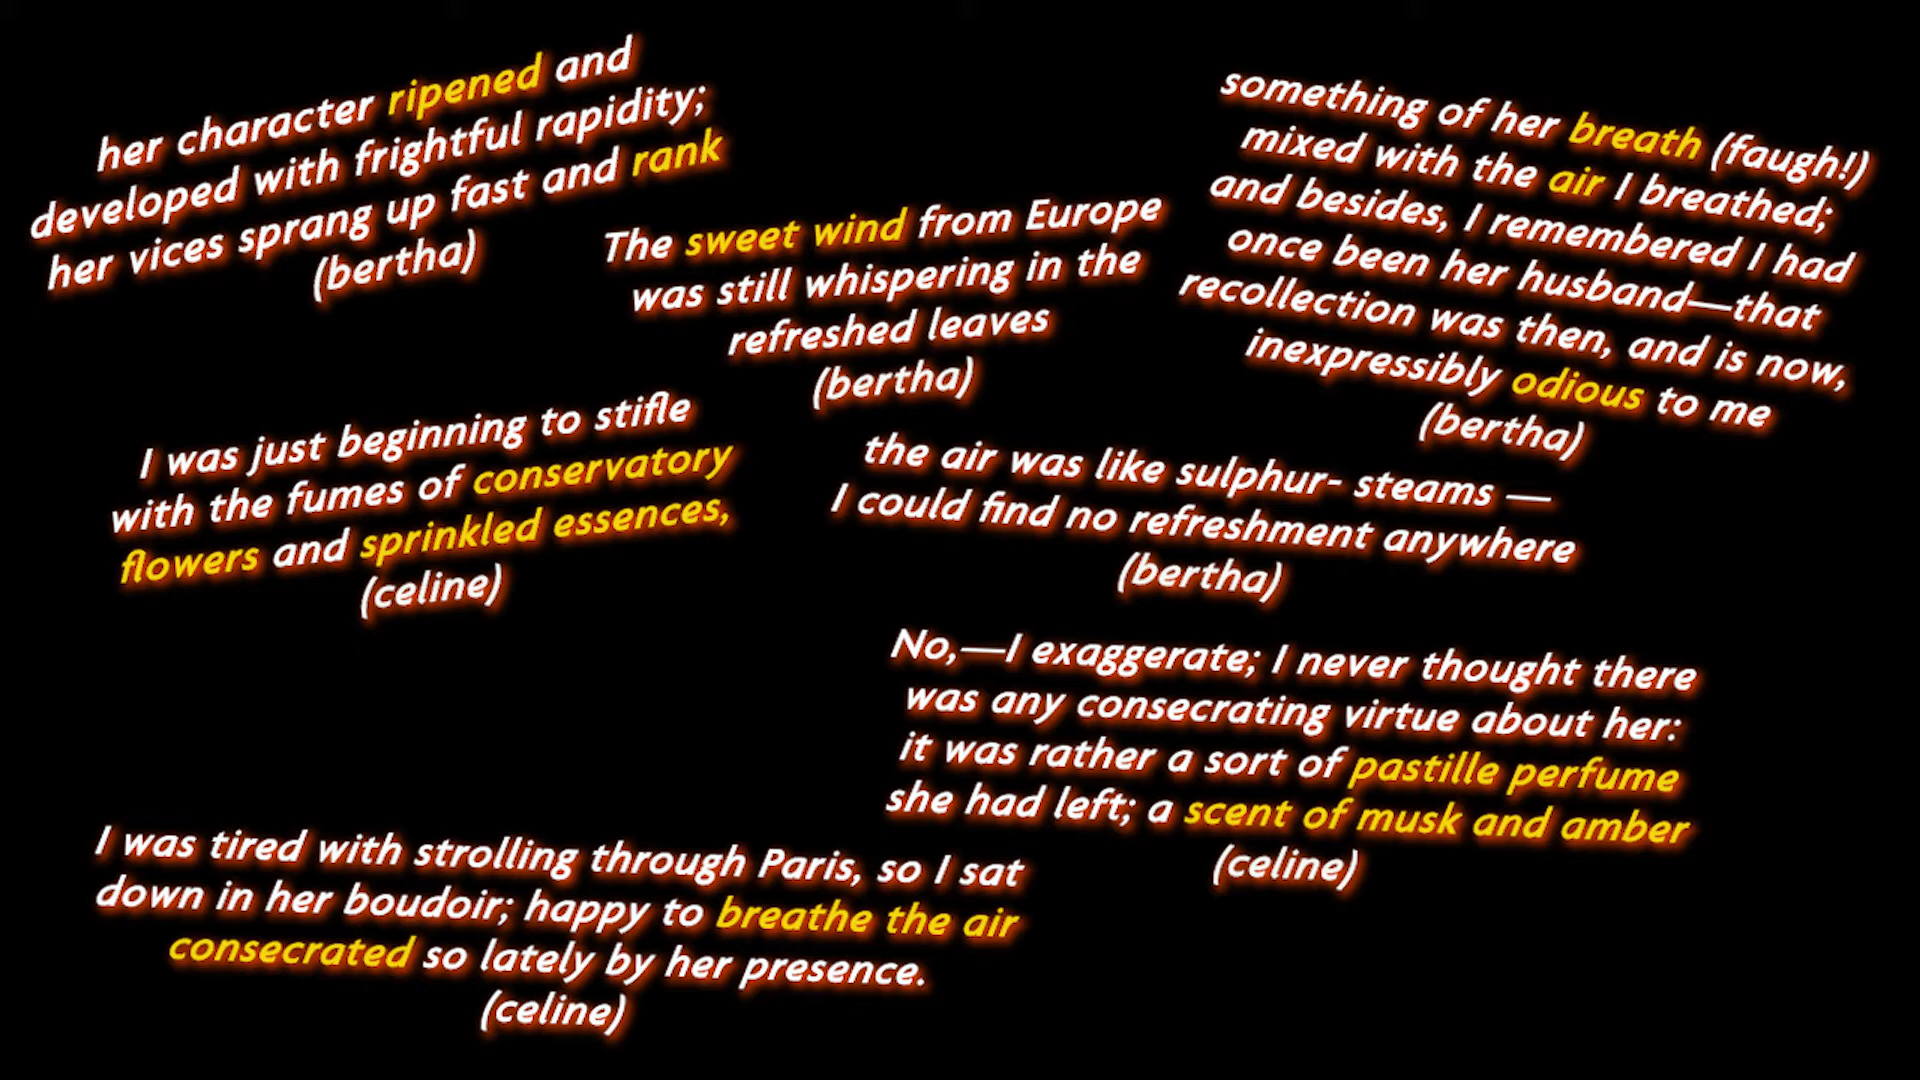 her character ripened and
developed with frightful rapidity;
her vices sprang up fast and rank
(bertha)
The sweet wind from Europe
was still whispering in the
refreshed leaves
(bertha)
something of her breath (faugh!)
mixed with the air I breathed;
and besides, I remembered I had
once been her husband—that
recollection was then, and is now,
inexpressibly odious to me
(bertha)
I was just beginning to stifle
with the fumes of conservatory
flowers and sprinkled essences,
(celine)
the air was like sulphur- steams —
I could find no refreshment anywhere
(bertha)
No,—I exaggerate; I never thought there
was any consecrating virtue about her:
it was rather a sort of pastille perfume
she had left; a scent of musk and amber
(celine)
I was tired with strolling through Paris, so I sat
down in her boudoir; happy to breathe the air
consecrated so lately by her presence.
(celine)